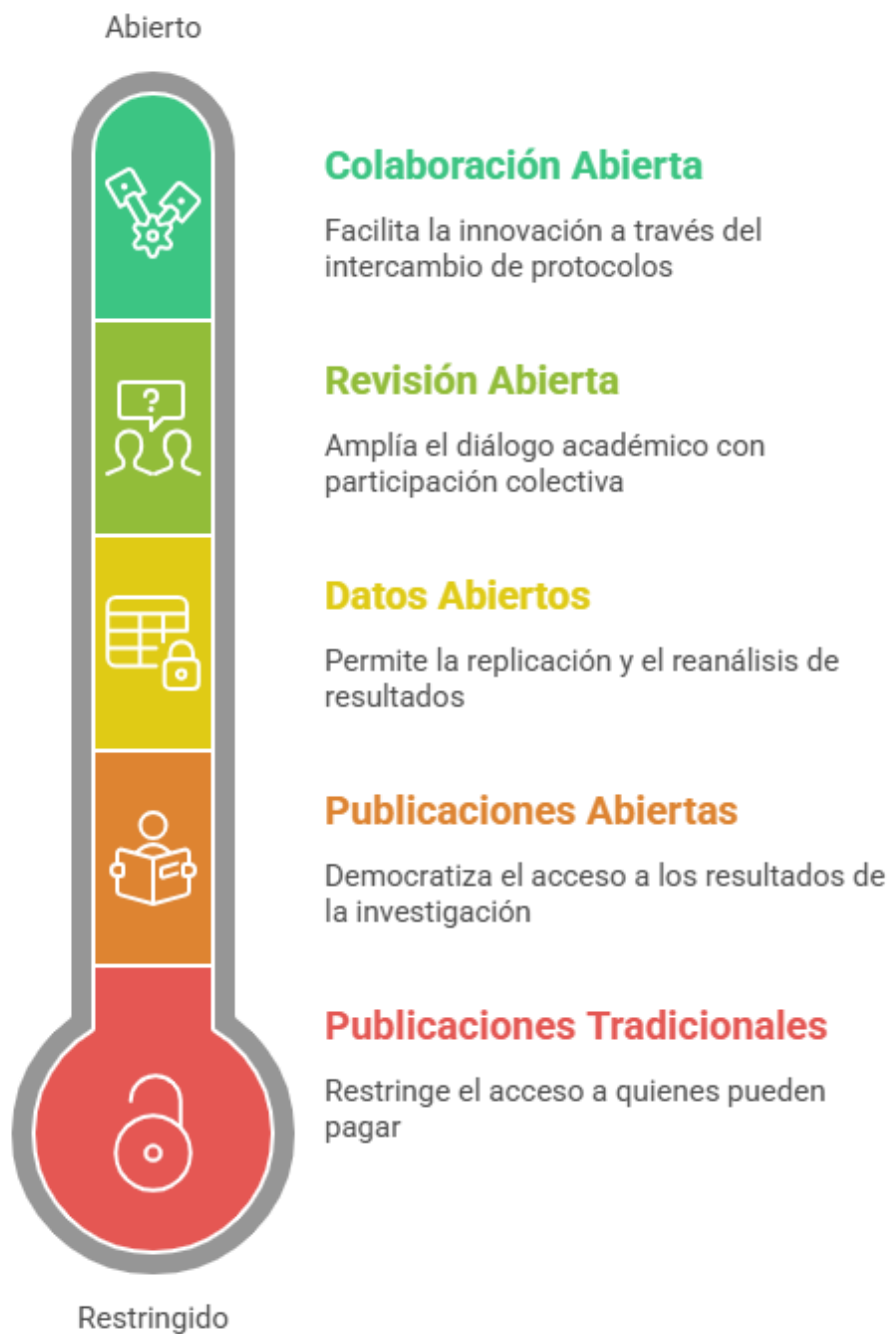 Abierto
Colaboración Abierta
Facilita la innovación a través del
intercambio de protocolos
?
Revisión Abierta
Amplía el diálogo académico con
participación colectiva
Datos Abiertos
Permite la replicación y el reanálisis de
resultados
Publicaciones Abiertas
Democratiza el acceso a los resultados de
la investigación
Publicaciones Tradicionales
Restringe el acceso a quienes pueden
pagar
Restringido